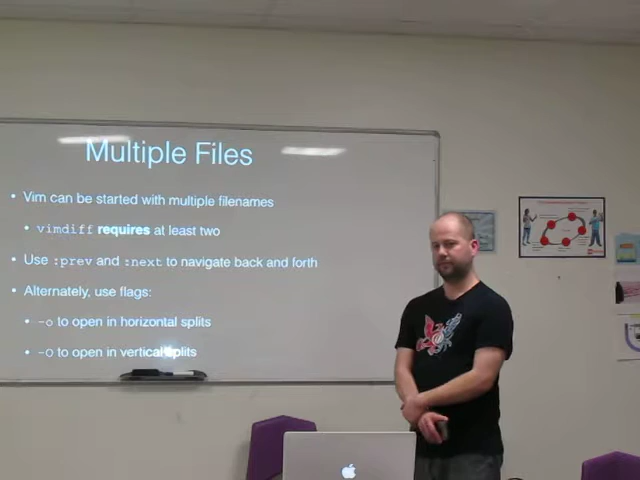 Multiple Files
• Vim can be started with multiple filenames
• vimdiff requires at least two
• Use :prev and :next to navigate back and forth
• Alternately, use flags:
• -o to open in horizontal splits
• -O to open in vertical splits